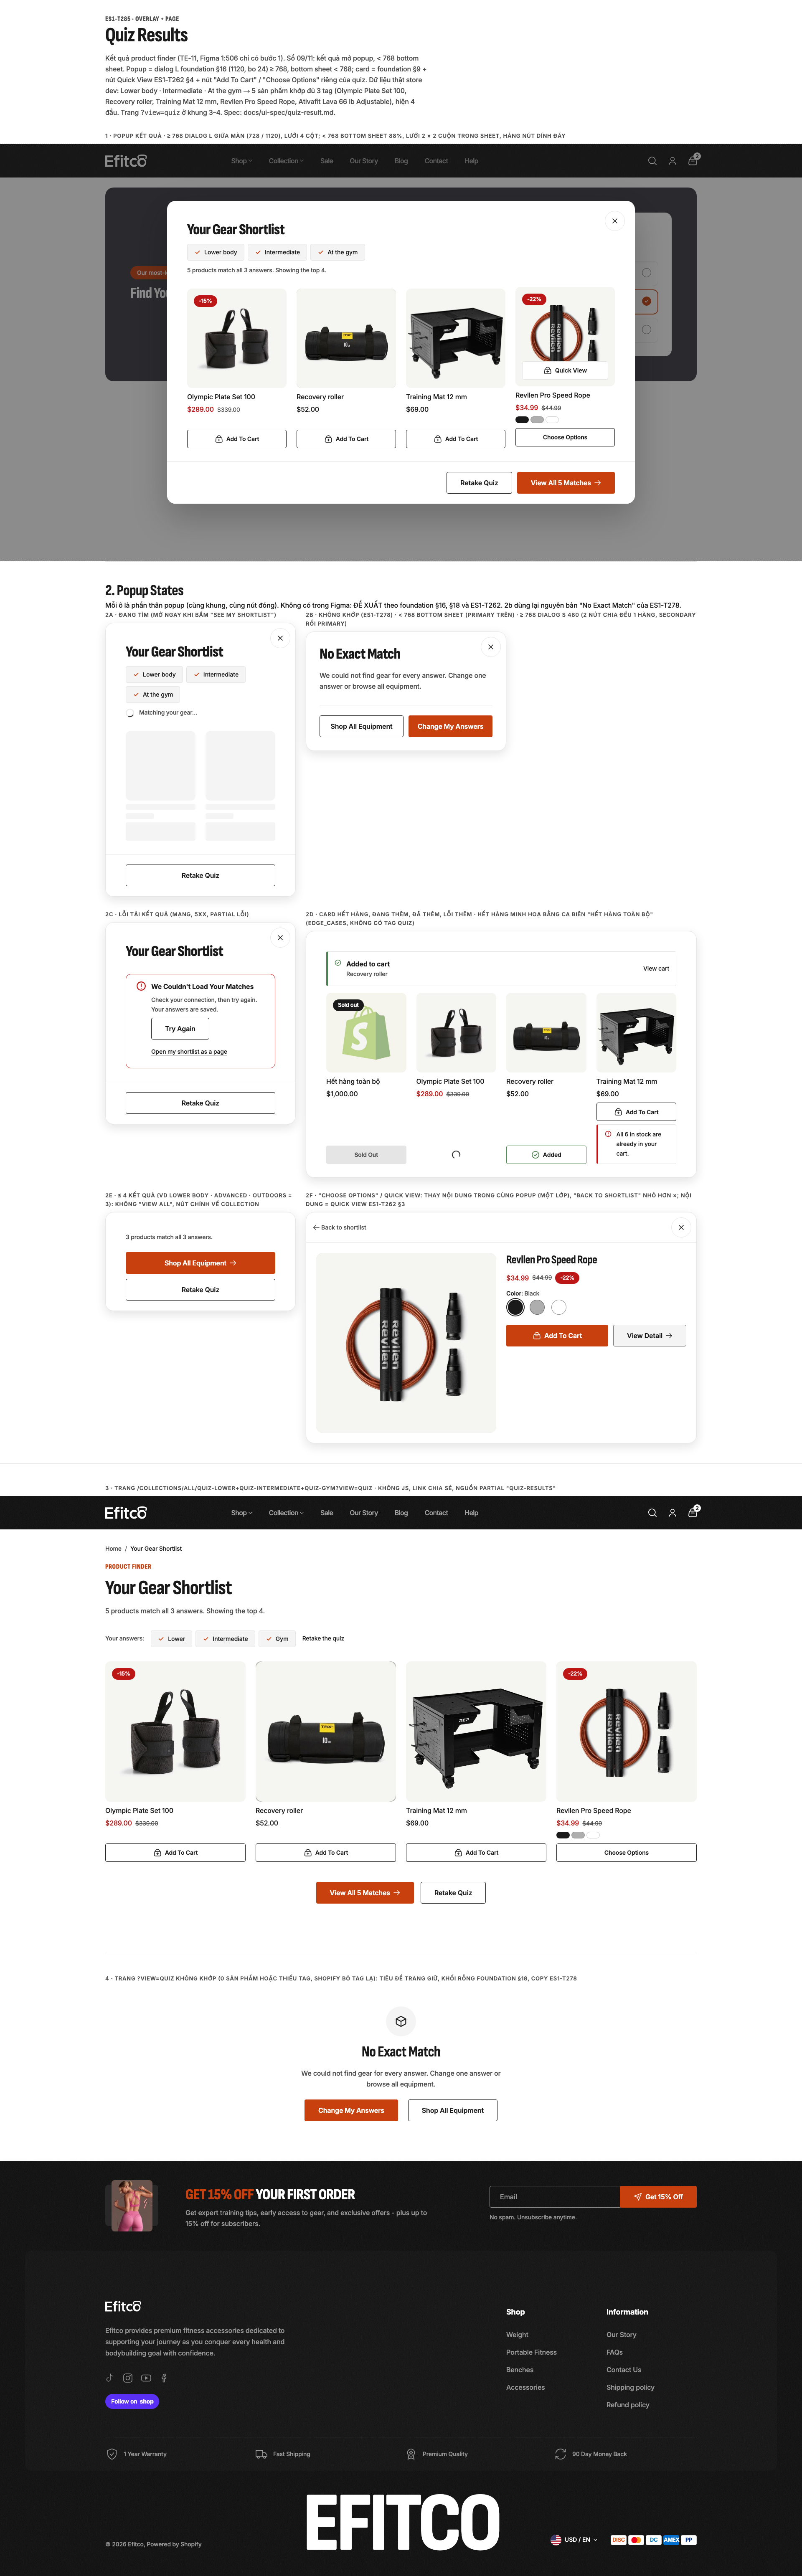 ES1-T285 · OVERLAY + PAGE
Quiz Results
Kết quả product finder (TE-11, Figma 1:506 chỉ có bước 1). Số 09/11: kết quả mở popup, < 768 bottom
sheet. Popup = dialog L foundation §16 (1120, bo 24) ≥ 768, bottom sheet < 768; card = foundation §9 +
nút Quick View ES1-T262 §4 + nút "Add To Cart" / "Choose Options" riêng của quiz. Dữ liệu thật store
dev: Lower body · Intermediate · At the gym → 5 sản phẩm khớp đủ 3 tag (Olympic Plate Set 100,
Recovery roller, Training Mat 12 mm, Revllen Pro Speed Rope, Ativafit Lava 66 lb Adjustable), hiện 4
đầu. Trang ?view=quiz ở khung 3–4. Spec: docs/ui-spec/quiz-result.md.
1 · POPUP KẾT QUẢ · ≥ 768 DIALOG L GIỮA MÀN (728 / 1120), LƯỚI 4 CỘT; < 768 BOTTOM SHEET 88%, LƯỚI 2 × 2 CUỘN TRONG SHEET, HÀNG NÚT DÍNH ĐÁY
Efitco
Shop
Collection
Sale
Our Story
Blog
Contact
Help
2
Our most-l
Find You
Your Gear Shortlist
Lower body
Intermediate
At the gym
5 products match all 3 answers. Showing the top 4.
-15%
-22%
Quick View
Olympic Plate Set 100
Recovery roller
Training Mat 12 mm
Revllen Pro Speed Rope
$289.00 $339.00
$52.00
$69.00
$34.99 $44.99
Add To Cart
Add To Cart
Add To Cart
Choose Options
Retake Quiz
View All 5 Matches
2. Popup States
Mỗi ô là phần thân popup (cùng khung, cùng nút đóng). Không có trong Figma: ĐỀ XUẤT theo foundation §16, §18 và ES1-T262. 2b dùng lại nguyên bản "No Exact Match" của ES1-T278.
2A · ĐANG TÌM (MỞ NGAY KHI BẤM "SEE MY SHORTLIST")
Your Gear Shortlist
Lower body
Intermediate
At the gym
Matching your gear...
Retake Quiz
2B · KHÔNG KHỚP (ES1-T278) · < 768 BOTTOM SHEET (PRIMARY TRÊN) · ≥ 768 DIALOG S 480 (2 NÚT CHIA ĐỀU 1 HÀNG, SECONDARY
RỒI PRIMARY)
No Exact Match
We could not find gear for every answer. Change one
answer or browse all equipment.
Shop All Equipment
Change My Answers
2C · LỖI TẢI KẾT QUẢ (MẠNG, 5XX, PARTIAL LỖI)
Your Gear Shortlist
We Couldn't Load Your Matches
Check your connection, then try again.
Your answers are saved.
Try Again
Open my shortlist as a page
Retake Quiz
2D · CARD HẾT HÀNG, ĐANG THÊM, ĐÃ THÊM, LỖI THÊM · HẾT HÀNG MINH HOẠ BẰNG CA BIÊN "HẾT HÀNG TOÀN BỘ"
(EDGE_CASES, KHÔNG CÓ TAG QUIZ)
Added to cart
Recovery roller
View cart
Sold out
Hết hàng toàn bộ
Olympic Plate Set 100
Recovery roller
Training Mat 12 mm
$1,000.00
$289.00 $339.00
$52.00
$69.00
Add To Cart
All 6 in stock are
already in your
cart.
Sold Out
Added
2E · ≤ 4 KẾT QUẢ (VD LOWER BODY · ADVANCED · OUTDOORS =
3): KHÔNG "VIEW ALL", NÚT CHÍNH VỀ COLLECTION
3 products match all 3 answers.
Shop All Equipment
Retake Quiz
2F · "CHOOSE OPTIONS" / QUICK VIEW: THAY NỘI DUNG TRONG CÙNG POPUP (MỘT LỚP), "BACK TO SHORTLIST" NHỎ HƠN ×; NỘI
DUNG = QUICK VIEW ES1-T262 §3
Back to shortlist
Revllen Pro Speed Rope
$34.99 $44.99 -22%
Color: Black
Add To Cart
View Detail
3 · TRANG /COLLECTIONS/ALL/QUIZ-LOWER+QUIZ-INTERMEDIATE+QUIZ-GYM?VIEW=QUIZ · KHÔNG JS, LINK CHIA SẺ, NGUỒN PARTIAL "QUIZ-RESULTS"
Efitco
Shop
Collection
Sale
Our Story
Blog
Contact
Help
2
Home / Your Gear Shortlist
PRODUCT FINDER
Your Gear Shortlist
5 products match all 3 answers. Showing the top 4.
Your answers:
Lower
Intermediate
Gym
Retake the quiz
-15%
-22%
Olympic Plate Set 100
Recovery roller
Training Mat 12 mm
Revllen Pro Speed Rope
$289.00 $339.00
$52.00
$69.00
$34.99 $44.99
Add To Cart
Add To Cart
Add To Cart
Choose Options
View All 5 Matches
Retake Quiz
4 · TRANG ?VIEW=QUIZ KHÔNG KHỚP (0 SẢN PHẨM HOẶC THIẾU TAG, SHOPIFY BỎ TAG LẠ): TIÊU ĐỀ TRANG GIỮ, KHỐI RỖNG FOUNDATION §18, COPY ES1-T278
No Exact Match
We could not find gear for every answer. Change one answer or
browse all equipment.
Change My Answers
Shop All Equipment
GET 15% OFF YOUR FIRST ORDER
Get expert training tips, early access to gear, and exclusive offers - plus up to
15% off for subscribers.
Email
Get 15% Off
No spam. Unsubscribe anytime.
Efitco
Efitco provides premium fitness accessories dedicated to
supporting your journey as you conquer every health and
bodybuilding goal with confidence.
Follow on shop
Shop
Weight
Portable Fitness
Benches
Accessories
Information
Our Story
FAQs
Contact Us
Shipping policy
Refund policy
1 Year Warranty
Fast Shipping
Premium Quality
90 Day Money Back
EFITCO
© 2026 Efitco, Powered by Shopify
USD / EN
DISC
DC
AMEX
PP